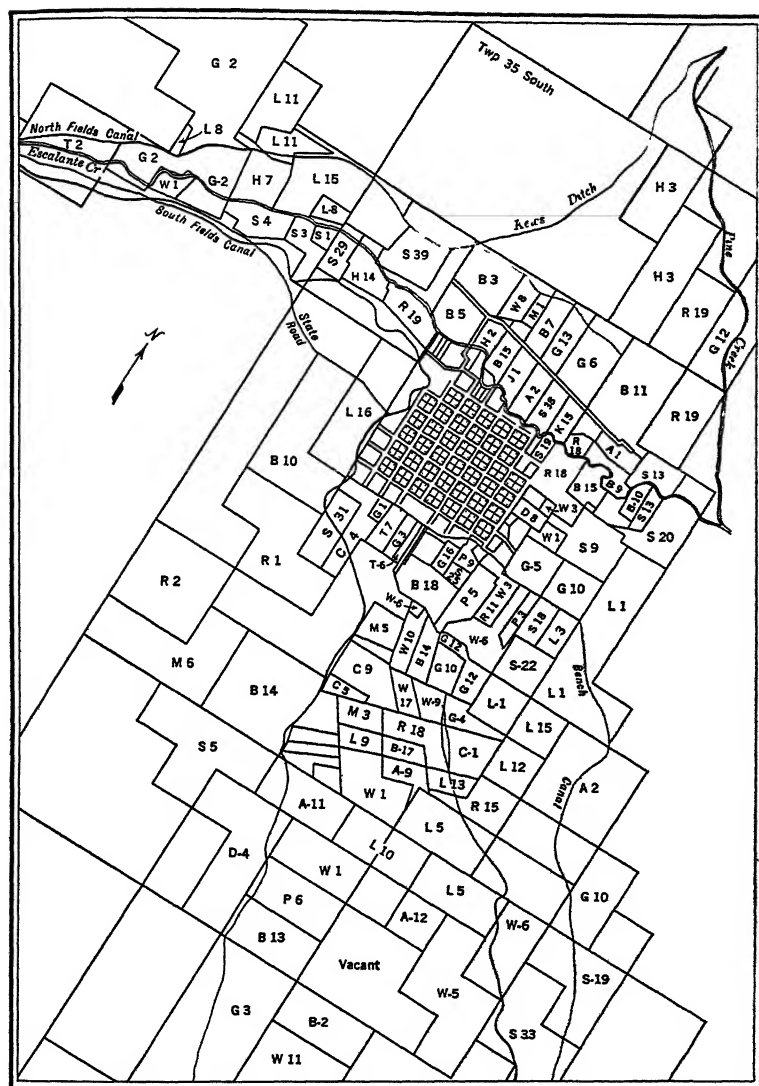 G 2
Twp 35 South
L 11
L 8
North Fields Canal
L 11
T 2
G 2
Escalante Cr
W 1
G-2
H 7
L 15
H 3
Pine
Ditch
L-8
S 4
South Fields Canal
S 3
S 1
S 29
S 39
H 14
B 3
H 3
R 19
W 8
M 1
B 7
G 13
R 19
G 12
Creek
N
State
Road
B 5
H 2
B 15
J 1
G 6
A 2
S 38
B 11
K 15
R 19
L 16
S 19
R 18
A 1
R 18
S 13
B 10
B 15
B 9
B-10
S 13
S 31
G 1
D 8
4
W 3
S 20
C 4
T 7
G 3
W 1
S 9
R 1
T-6
G 16
P 9
G-5
R 2
B 18
P 5
W 3
G 10
L 1
W-6
R 11
P 3
S 18
M 5
W 10
G 12
W-6
L 3
M 6
B 14
B 14
G 10
S-22
Bench
C 9
G 12
C 5
W 17
W-9
L-1
L 1
M 3
G-4
L 15
R 18
S 5
L 9
B-17
C-1
L 12
A-9
L 13
A 2
W 1
R 15
Canal
A-11
L 5
L 10
D-4
W 1
L 5
G 10
P 6
A-12
W-6
B 13
Vacant
S-19
W-5
G 3
B-2
S 33
W 11